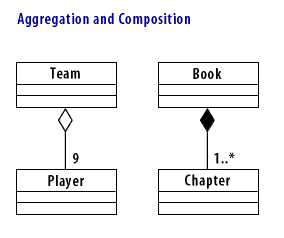 Aggregation and Composition
Team
Book
9
1..*
Player
Chapter